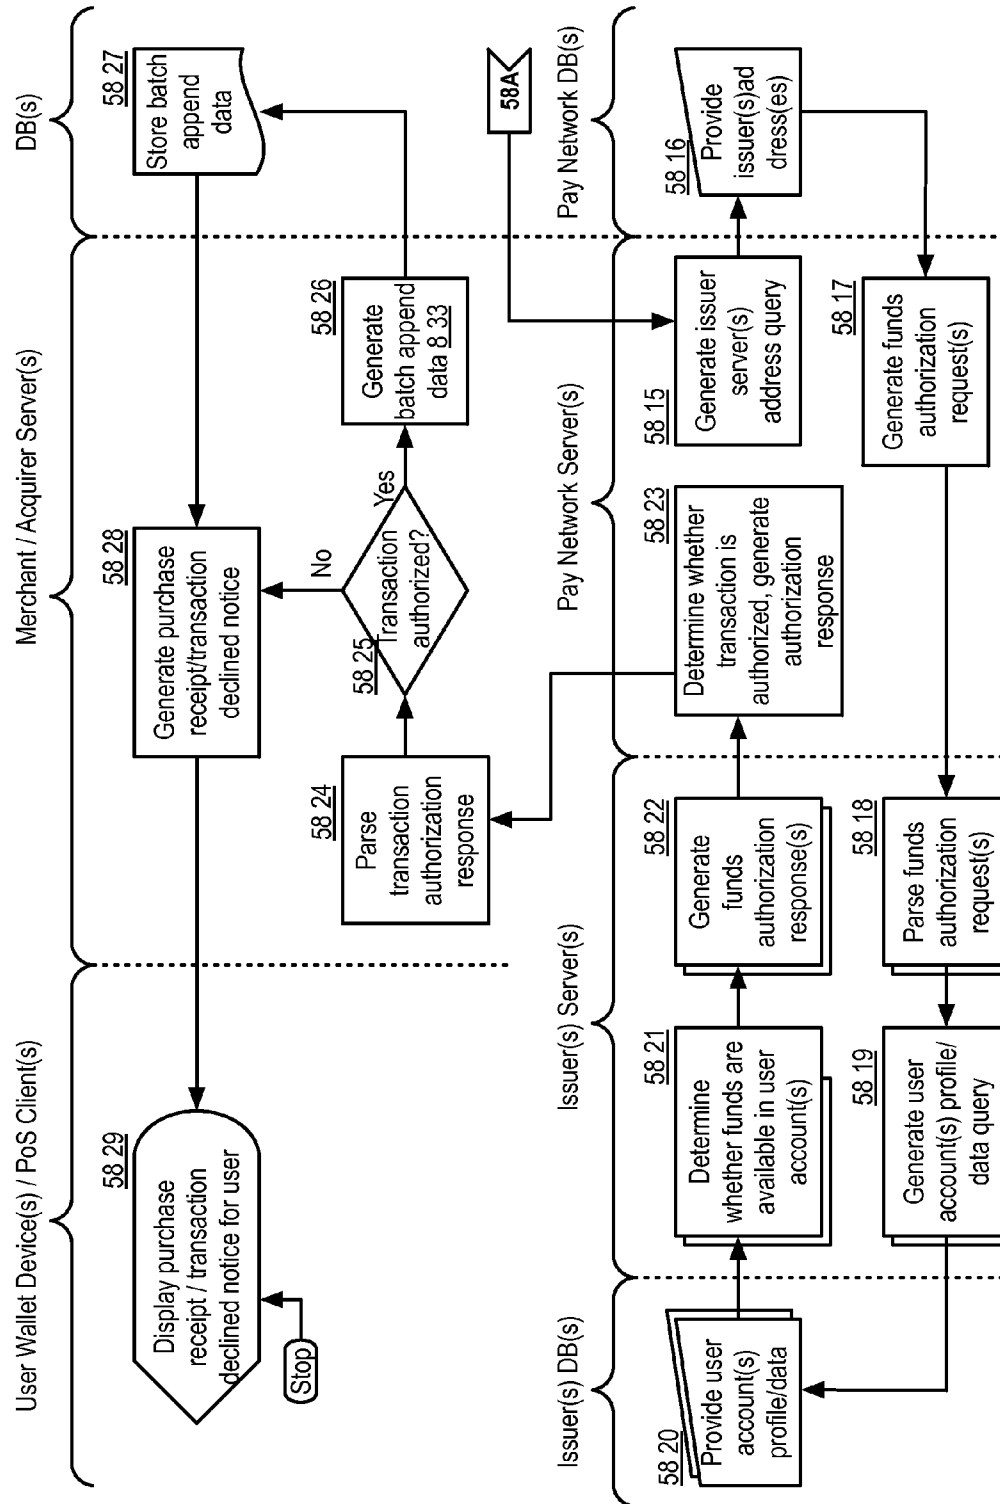 User Wallet Device(s) / PoS Client(s)
Merchant / Acquirer Server(s)
DB(s)
58 29
Display purchase
receipt / transaction
declined notice for user
Stop
58 28
Generate purchase
receipt/transaction
declined notice
58 27
Store batch
append
data
58 24
Parse
transaction
authorization
response
58 25
Transaction
authorized?
No
Yes
58 26
Generate
batch append
data 8 33
58A
Issuer(s) DB(s)
Issuer(s) Server(s)
Pay Network Server(s)
Pay Network DB(s)
58 20
Provide user
account(s)
profile/data
58 21
Determine
whether funds are
available in user
account(s)
58 22
Generate
funds
authorization
response(s)
58 23
Determine whether
transaction is
authorized, generate
authorization
response
58 15
Generate issuer
server(s)
address query
58 16
Provide
issuer(s)ad
dress(es)
58 19
Generate user
account(s) profile/
data query
58 18
Parse funds
authorization
request(s)
58 17
Generate funds
authorization
request(s)